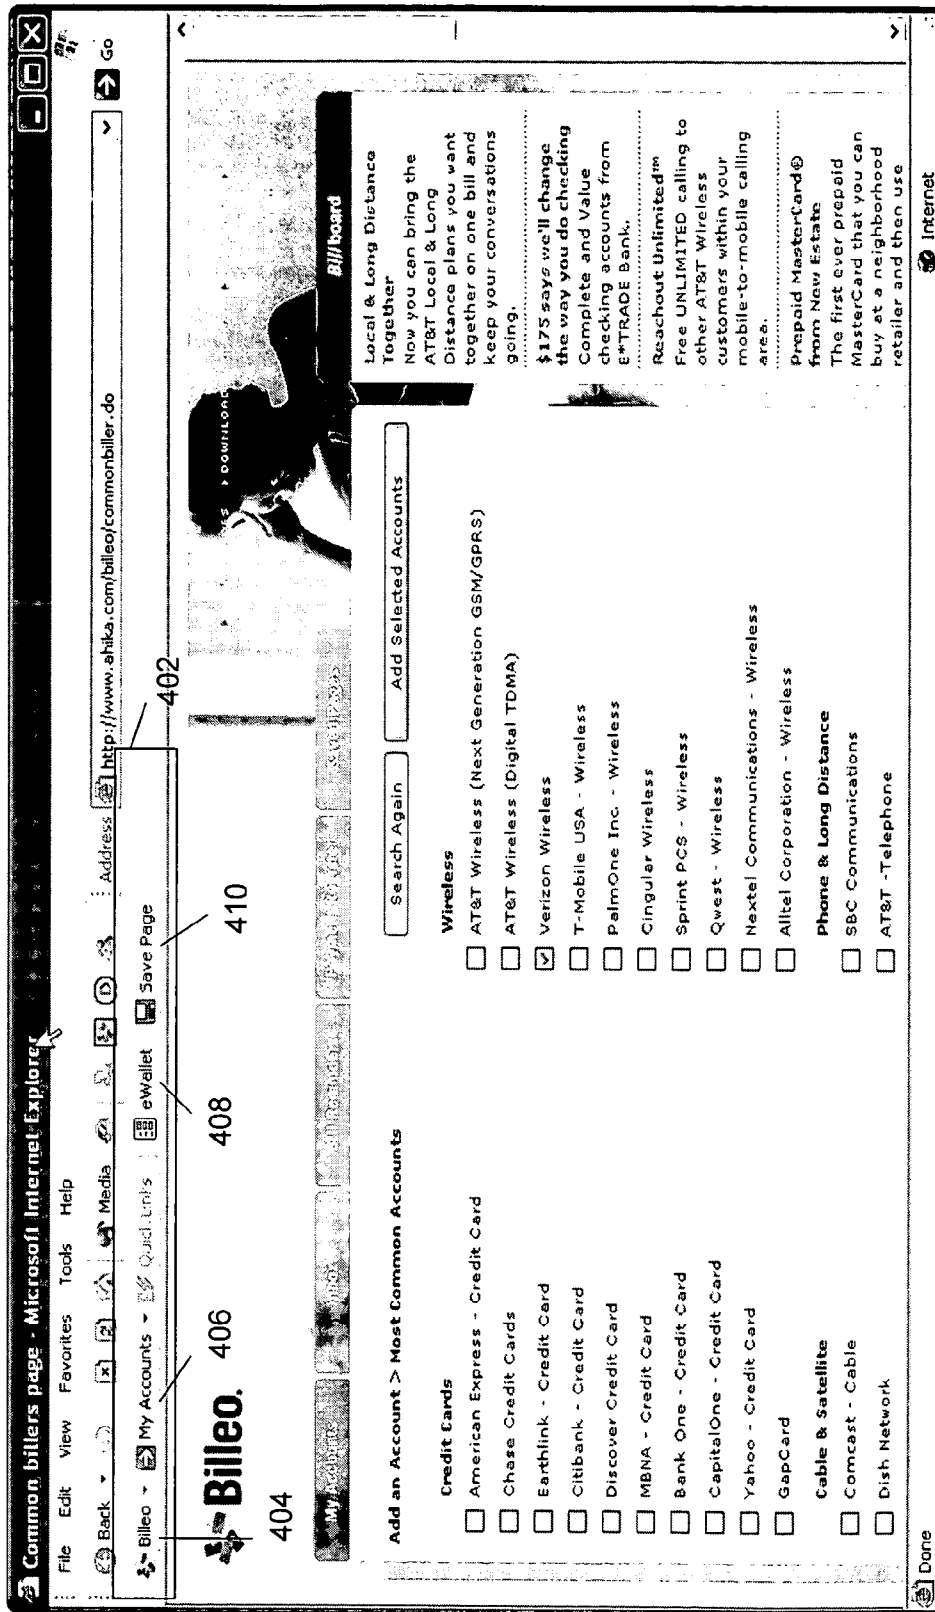 Common billers page - Microsoft Internet Explorer
File Edit View Favorites Tools Help
Back Media Address http://www.ahika.com/billeo/commonbiller.do Go
Billeo My Accounts Quick Links eWallet Save Page
402
404
406
408
410
Billeo.
My Accounts
> DOWNLOAD
Bill board
Add an Account > Most Common Accounts
Search Again Add Selected Accounts
Credit Cards
American Express - Credit Card
Chase Credit Cards
Earthlink - Credit Card
Citibank - Credit Card
Discover Credit Card
MBNA - Credit Card
Bank One - Credit Card
CapitalOne - Credit Card
Yahoo - Credit Card
GapCard
Cable & Satellite
Comcast - Cable
Dish Network
Wireless
AT&T Wireless (Next Generation GSM/GPRS)
AT&T Wireless (Digital TDMA)
Verizon Wireless
T-Mobile USA - Wireless
PalmOne Inc. - Wireless
Cingular Wireless
Sprint PCS - Wireless
Qwest - Wireless
Nextel Communications - Wireless
Alltel Corporation - Wireless
Phone & Long Distance
SBC Communications
AT&T -Telephone
Local & Long Distance
Together
Now you can bring the
AT&T Local & Long
Distance plans you want
together on one bill and
keep your conversations
going.
$175 says we'll change
the way you do checking
Complete and Value
checking accounts from
E*TRADE Bank.
Reachout Unlimited™
Free UNLIMITED calling to
other AT&T Wireless
customers within your
mobile-to-mobile calling
area.
Prepaid MasterCard®
from New Estate
The first ever prepaid
MasterCard that you can
buy at a neighborhood
retailer and then use
Done Internet